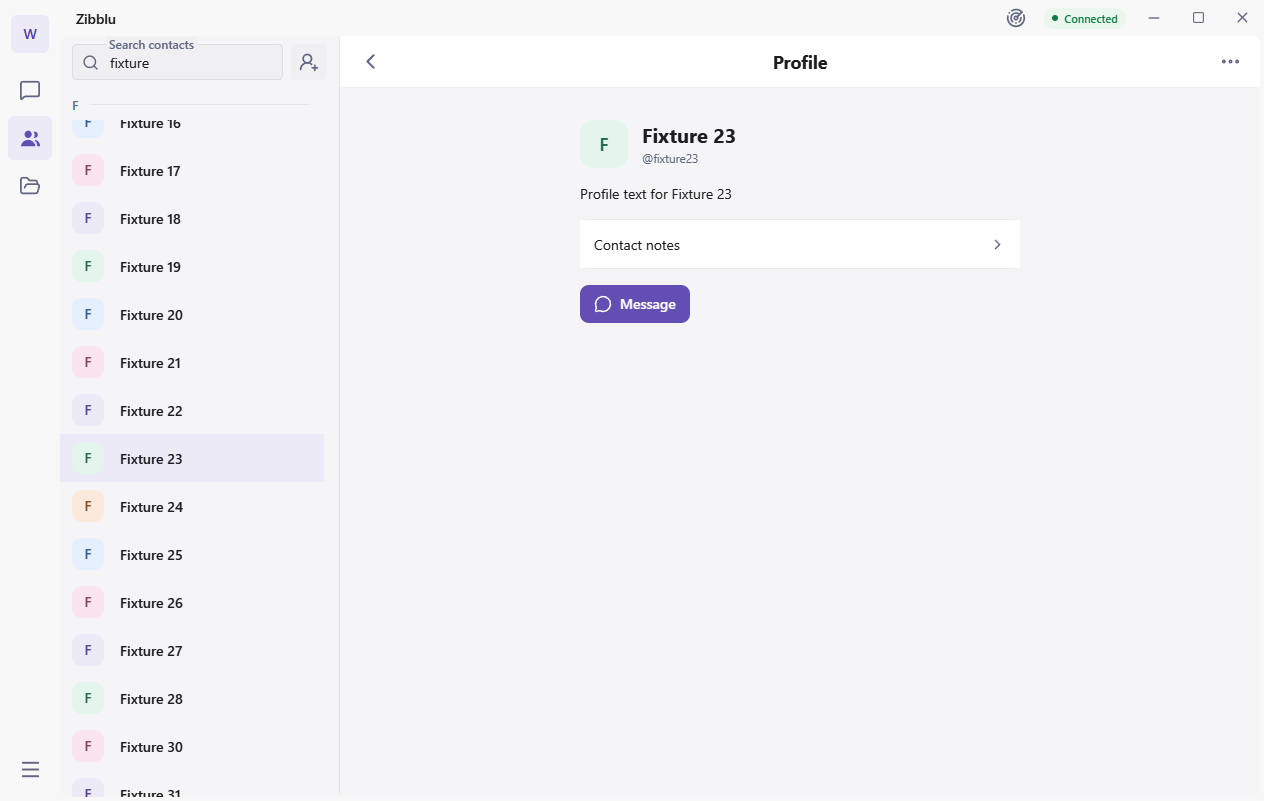 W
Zibblu
Connected
Search contacts
fixture
F
F Fixture 16
F Fixture 17
F Fixture 18
F Fixture 19
F Fixture 20
F Fixture 21
F Fixture 22
F Fixture 23
F Fixture 24
F Fixture 25
F Fixture 26
F Fixture 27
F Fixture 28
F Fixture 30
F Fixture 31
Profile
F
Fixture 23
@fixture23
Profile text for Fixture 23
Contact notes
Message